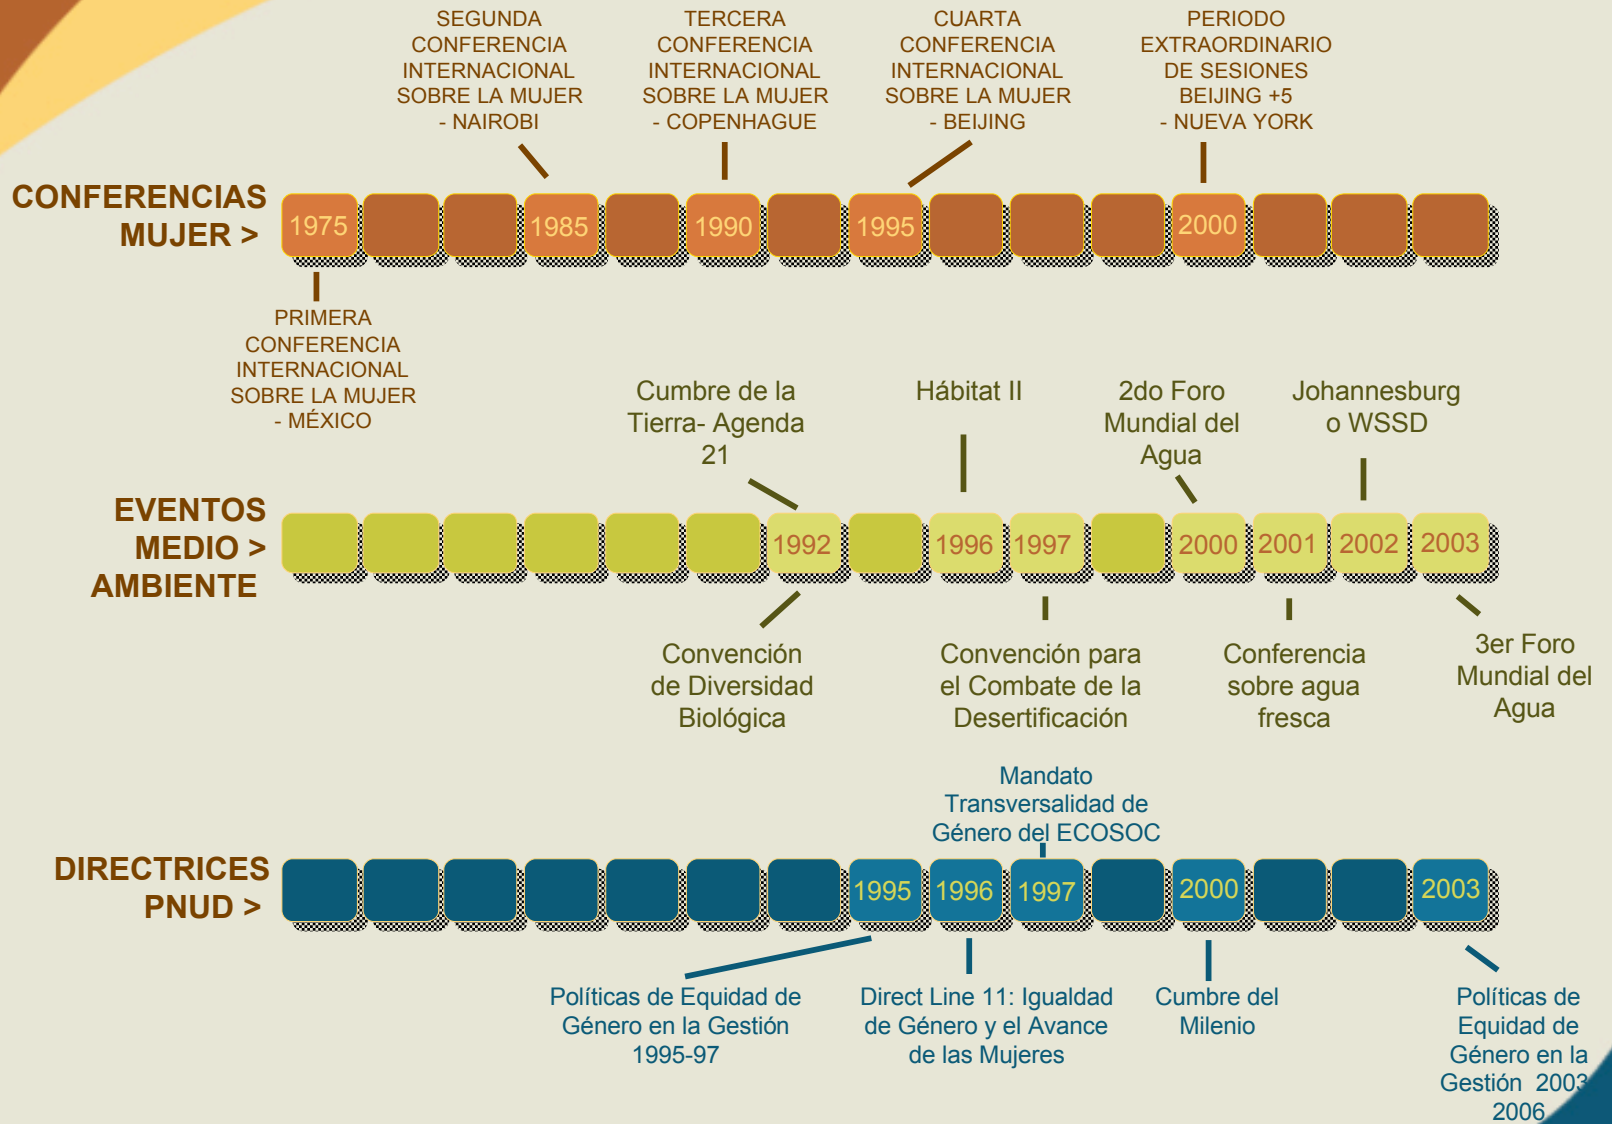 SEGUNDA
CONFERENCIA
INTERNACIONAL
SOBRE LA MUJER
- NAIROBI
TERCERA
CONFERENCIA
INTERNACIONAL
SOBRE LA MUJER
- COPENHAGUE
CUARTA
CONFERENCIA
INTERNACIONAL
SOBRE LA MUJER
- BEIJING
PERIODO
EXTRAORDINARIO
DE SESIONES
BEIJING +5
- NUEVA YORK
CONFERENCIAS
MUJER >
1975
1985
1990
1995
2000
PRIMERA
CONFERENCIA
INTERNACIONAL
SOBRE LA MUJER
- MÉXICO
Cumbre de la
Tierra- Agenda
21
Hábitat II
2do Foro
Mundial del
Agua
Johannesburg
o WSSD
EVENTOS
MEDIO >
AMBIENTE
1992
1996
1997
2000
2001
2002
2003
Convención
de Diversidad
Biológica
Convención para
el Combate de la
Desertificación
Conferencia
sobre agua
fresca
3er Foro
Mundial del
Agua
Mandato
Transversalidad de
Género del ECOSOC
DIRECTRICES
PNUD >
1995
1996
1997
2000
2003
Políticas de Equidad de
Género en la Gestión
1995-97
Direct Line 11: Igualdad
de Género y el Avance
de las Mujeres
Cumbre del
Milenio
Políticas de
Equidad de
Género en la
Gestión 2003
2006